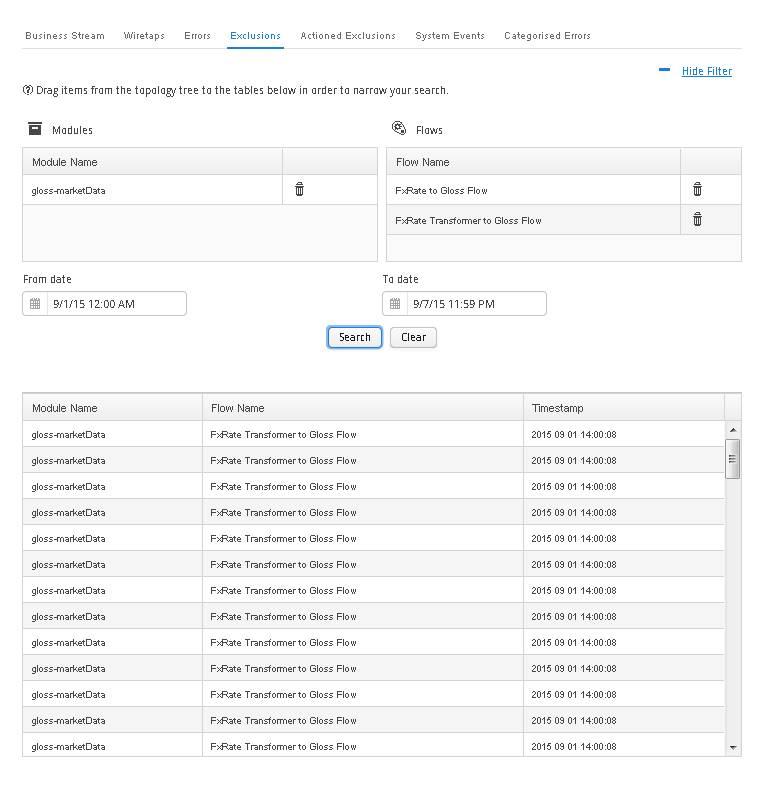 Business Stream Wiretaps Errors Exclusions Actioned Exclusions System Events Categorised Errors
Hide Filter
Drag items from the topology tree to the tables below in order to narrow your search.
Modules Flows
Module Name Flow Name
gloss-marketData FxRate to Gloss Flow
FxRate Transformer to Gloss Flow
From date To date
9/1/15 12:00 AM 9/7/15 11:59 PM
Search Clear
Module Name Flow Name Timestamp
gloss-marketData FxRate Transformer to Gloss Flow 2015 09 01 14:00:08
gloss-marketData FxRate Transformer to Gloss Flow 2015 09 01 14:00:08
gloss-marketData FxRate Transformer to Gloss Flow 2015 09 01 14:00:08
gloss-marketData FxRate Transformer to Gloss Flow 2015 09 01 14:00:08
gloss-marketData FxRate Transformer to Gloss Flow 2015 09 01 14:00:08
gloss-marketData FxRate Transformer to Gloss Flow 2015 09 01 14:00:08
gloss-marketData FxRate Transformer to Gloss Flow 2015 09 01 14:00:08
gloss-marketData FxRate Transformer to Gloss Flow 2015 09 01 14:00:08
gloss-marketData FxRate Transformer to Gloss Flow 2015 09 01 14:00:08
gloss-marketData FxRate Transformer to Gloss Flow 2015 09 01 14:00:08
gloss-marketData FxRate Transformer to Gloss Flow 2015 09 01 14:00:08
gloss-marketData FxRate Transformer to Gloss Flow 2015 09 01 14:00:08
gloss-marketData FxRate Transformer to Gloss Flow 2015 09 01 14:00:08